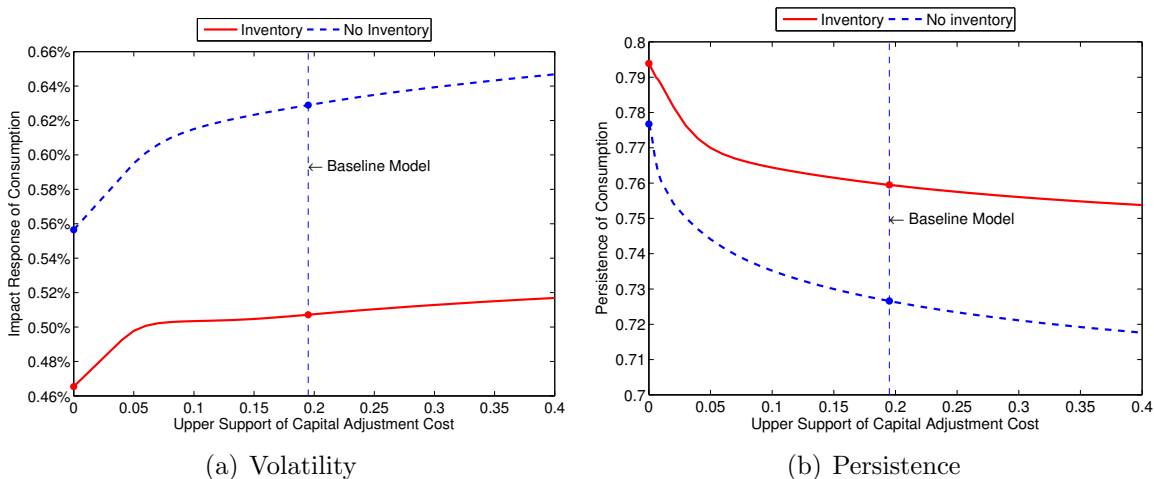 Inventory No Inventory
0.66%
0.64%
0.62%
0.60%
0.58%
0.56%
0.54%
0.52%
0.50%
0.48%
0.46%
Impact Response of Consumption
← Baseline Model
0 0.05 0.1 0.15 0.2 0.25 0.3 0.35 0.4
Upper Support of Capital Adjustment Cost
(a) Volatility
Inventory No inventory
0.8
0.79
0.78
0.77
0.76
0.75
0.74
0.73
0.72
0.71
0.7
Persistence of Consumption
← Baseline Model
0 0.05 0.1 0.15 0.2 0.25 0.3 0.35 0.4
Upper Support of Capital Adjustment Cost
(b) Persistence